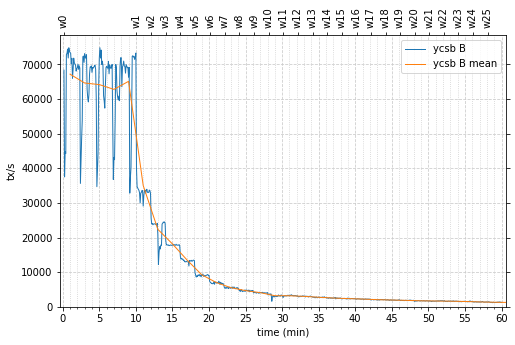 w0 w1 w2 w3 w4 w5 w6 w7 w8 w9 w10 w11 w12 w13 w14 w15 w16 w17 w18 w19 w20 w21 w22 w23 w24 w25
ycsb B
ycsb B mean
70000
60000
50000
40000
30000
20000
10000
0
tx/s
0 5 10 15 20 25 30 35 40 45 50 55 60
time (min)